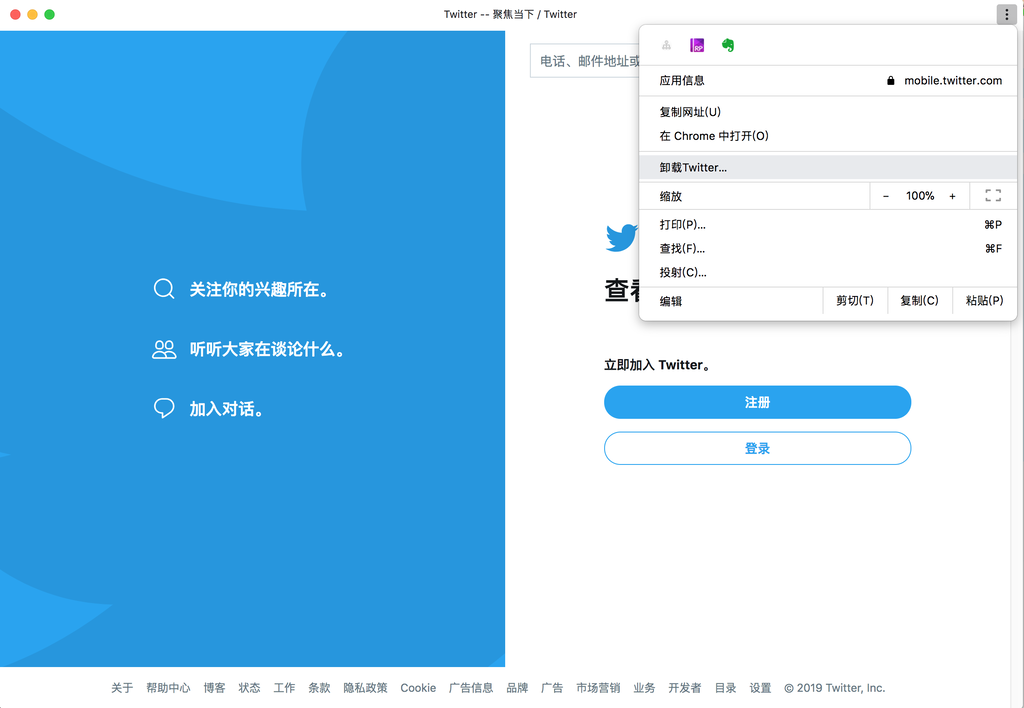 Twitter -- 聚焦当下 / Twitter
电话、邮件地址或
RP
应用信息 mobile.twitter.com
复制网址(U)
在 Chrome 中打开(O)
卸载Twitter...
缩放 - 100% +
打印(P)... ⌘P
查找(F)... ⌘F
投射(C)...
编辑 剪切(T) 复制(C) 粘贴(P)
关注你的兴趣所在。
听听大家在谈论什么。
加入对话。
查
立即加入 Twitter。
注册
登录
关于 帮助中心 博客 状态 工作 条款 隐私政策 Cookie 广告信息 品牌 广告 市场营销 业务 开发者 目录 设置 © 2019 Twitter, Inc.